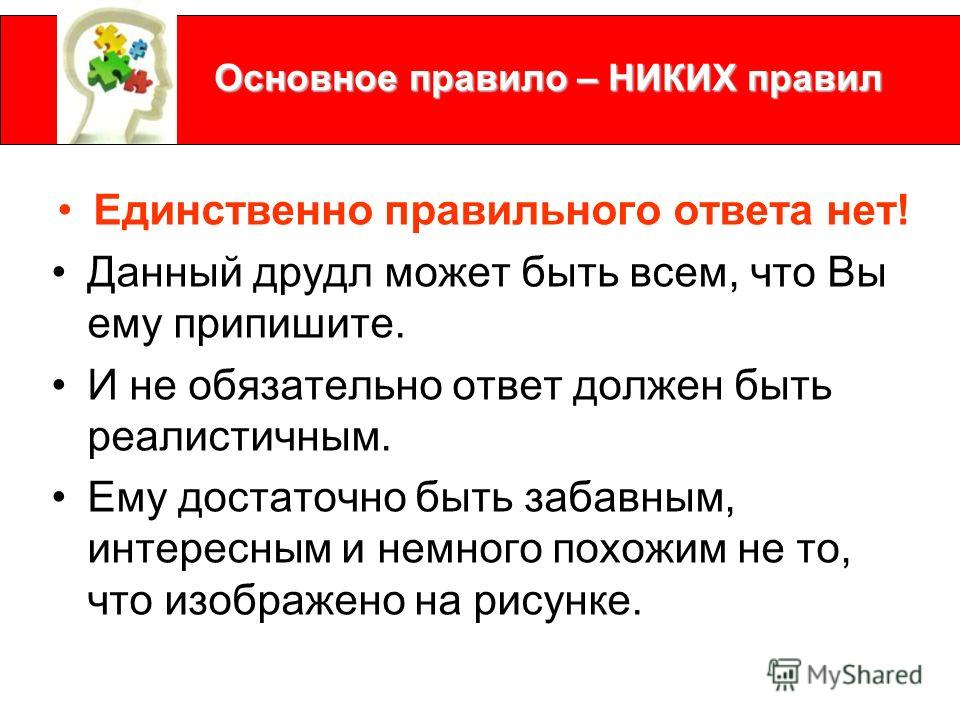 Основное правило – НИКИХ правил
• Единственно правильного ответа нет!
• Данный друдл может быть всем, что Вы
ему припишите.
• И не обязательно ответ должен быть
реалистичным.
• Ему достаточно быть забавным,
интересным и немного похожим не то,
что изображено на рисунке.
MyShared